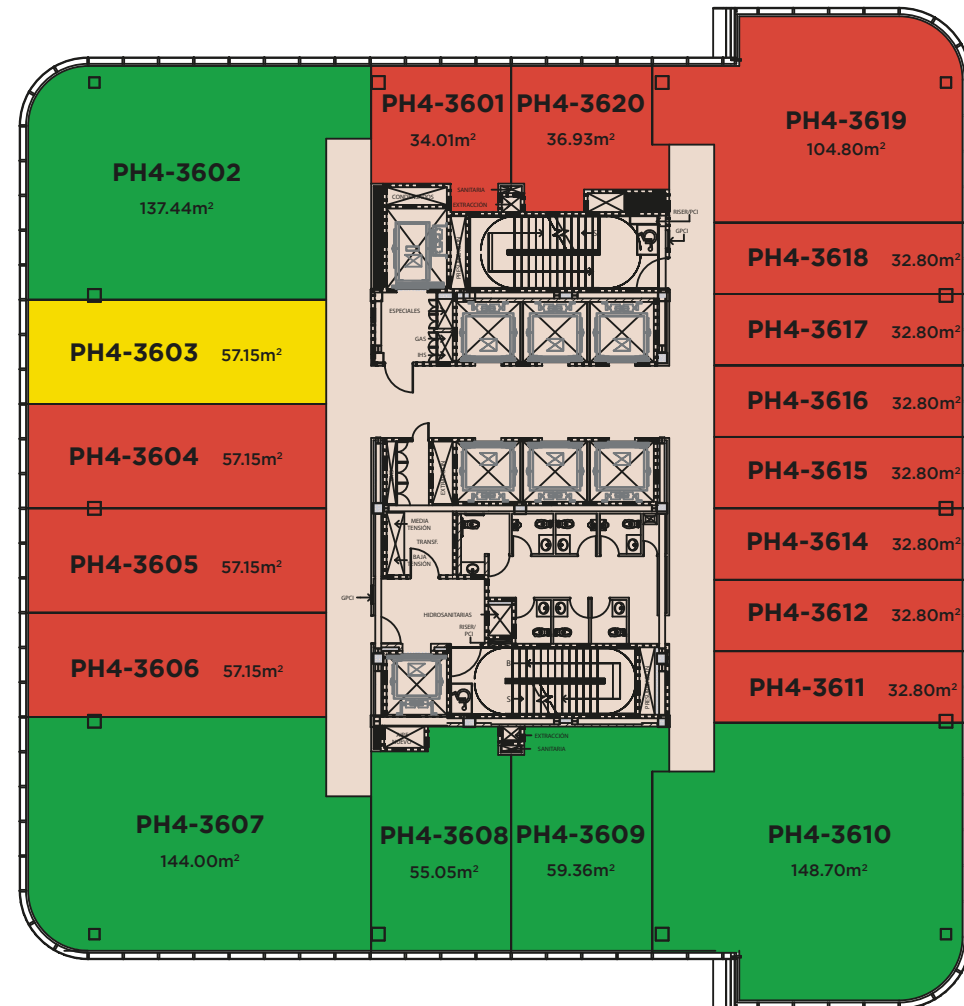 PH4-3601
34.01m²
PH4-3620
36.93m²
PH4-3619
104.80m²
PH4-3602
137.44m²
SANITARIA
EXTRACCIÓN
RISER/PCI
GPCI
S
PH4-3618 32.80m²
ESPECIALES
GAS
IHS
PH4-3617 32.80m²
PH4-3603 57.15m²
PH4-3616 32.80m²
PH4-3604 57.15m²
PH4-3615 32.80m²
MEDIA
TENSIÓN
TRANSF.
BAJA
TENSIÓN
PH4-3614 32.80m²
PH4-3605 57.15m²
GPCI
HIDROSANITARIAS
RISER/
PCI
PH4-3612 32.80m²
PH4-3606 57.15m²
B
S
PH4-3611 32.80m²
EXTRACCIÓN
SANITARIA
PH4-3607
144.00m²
PH4-3608
55.05m²
PH4-3609
59.36m²
PH4-3610
148.70m²